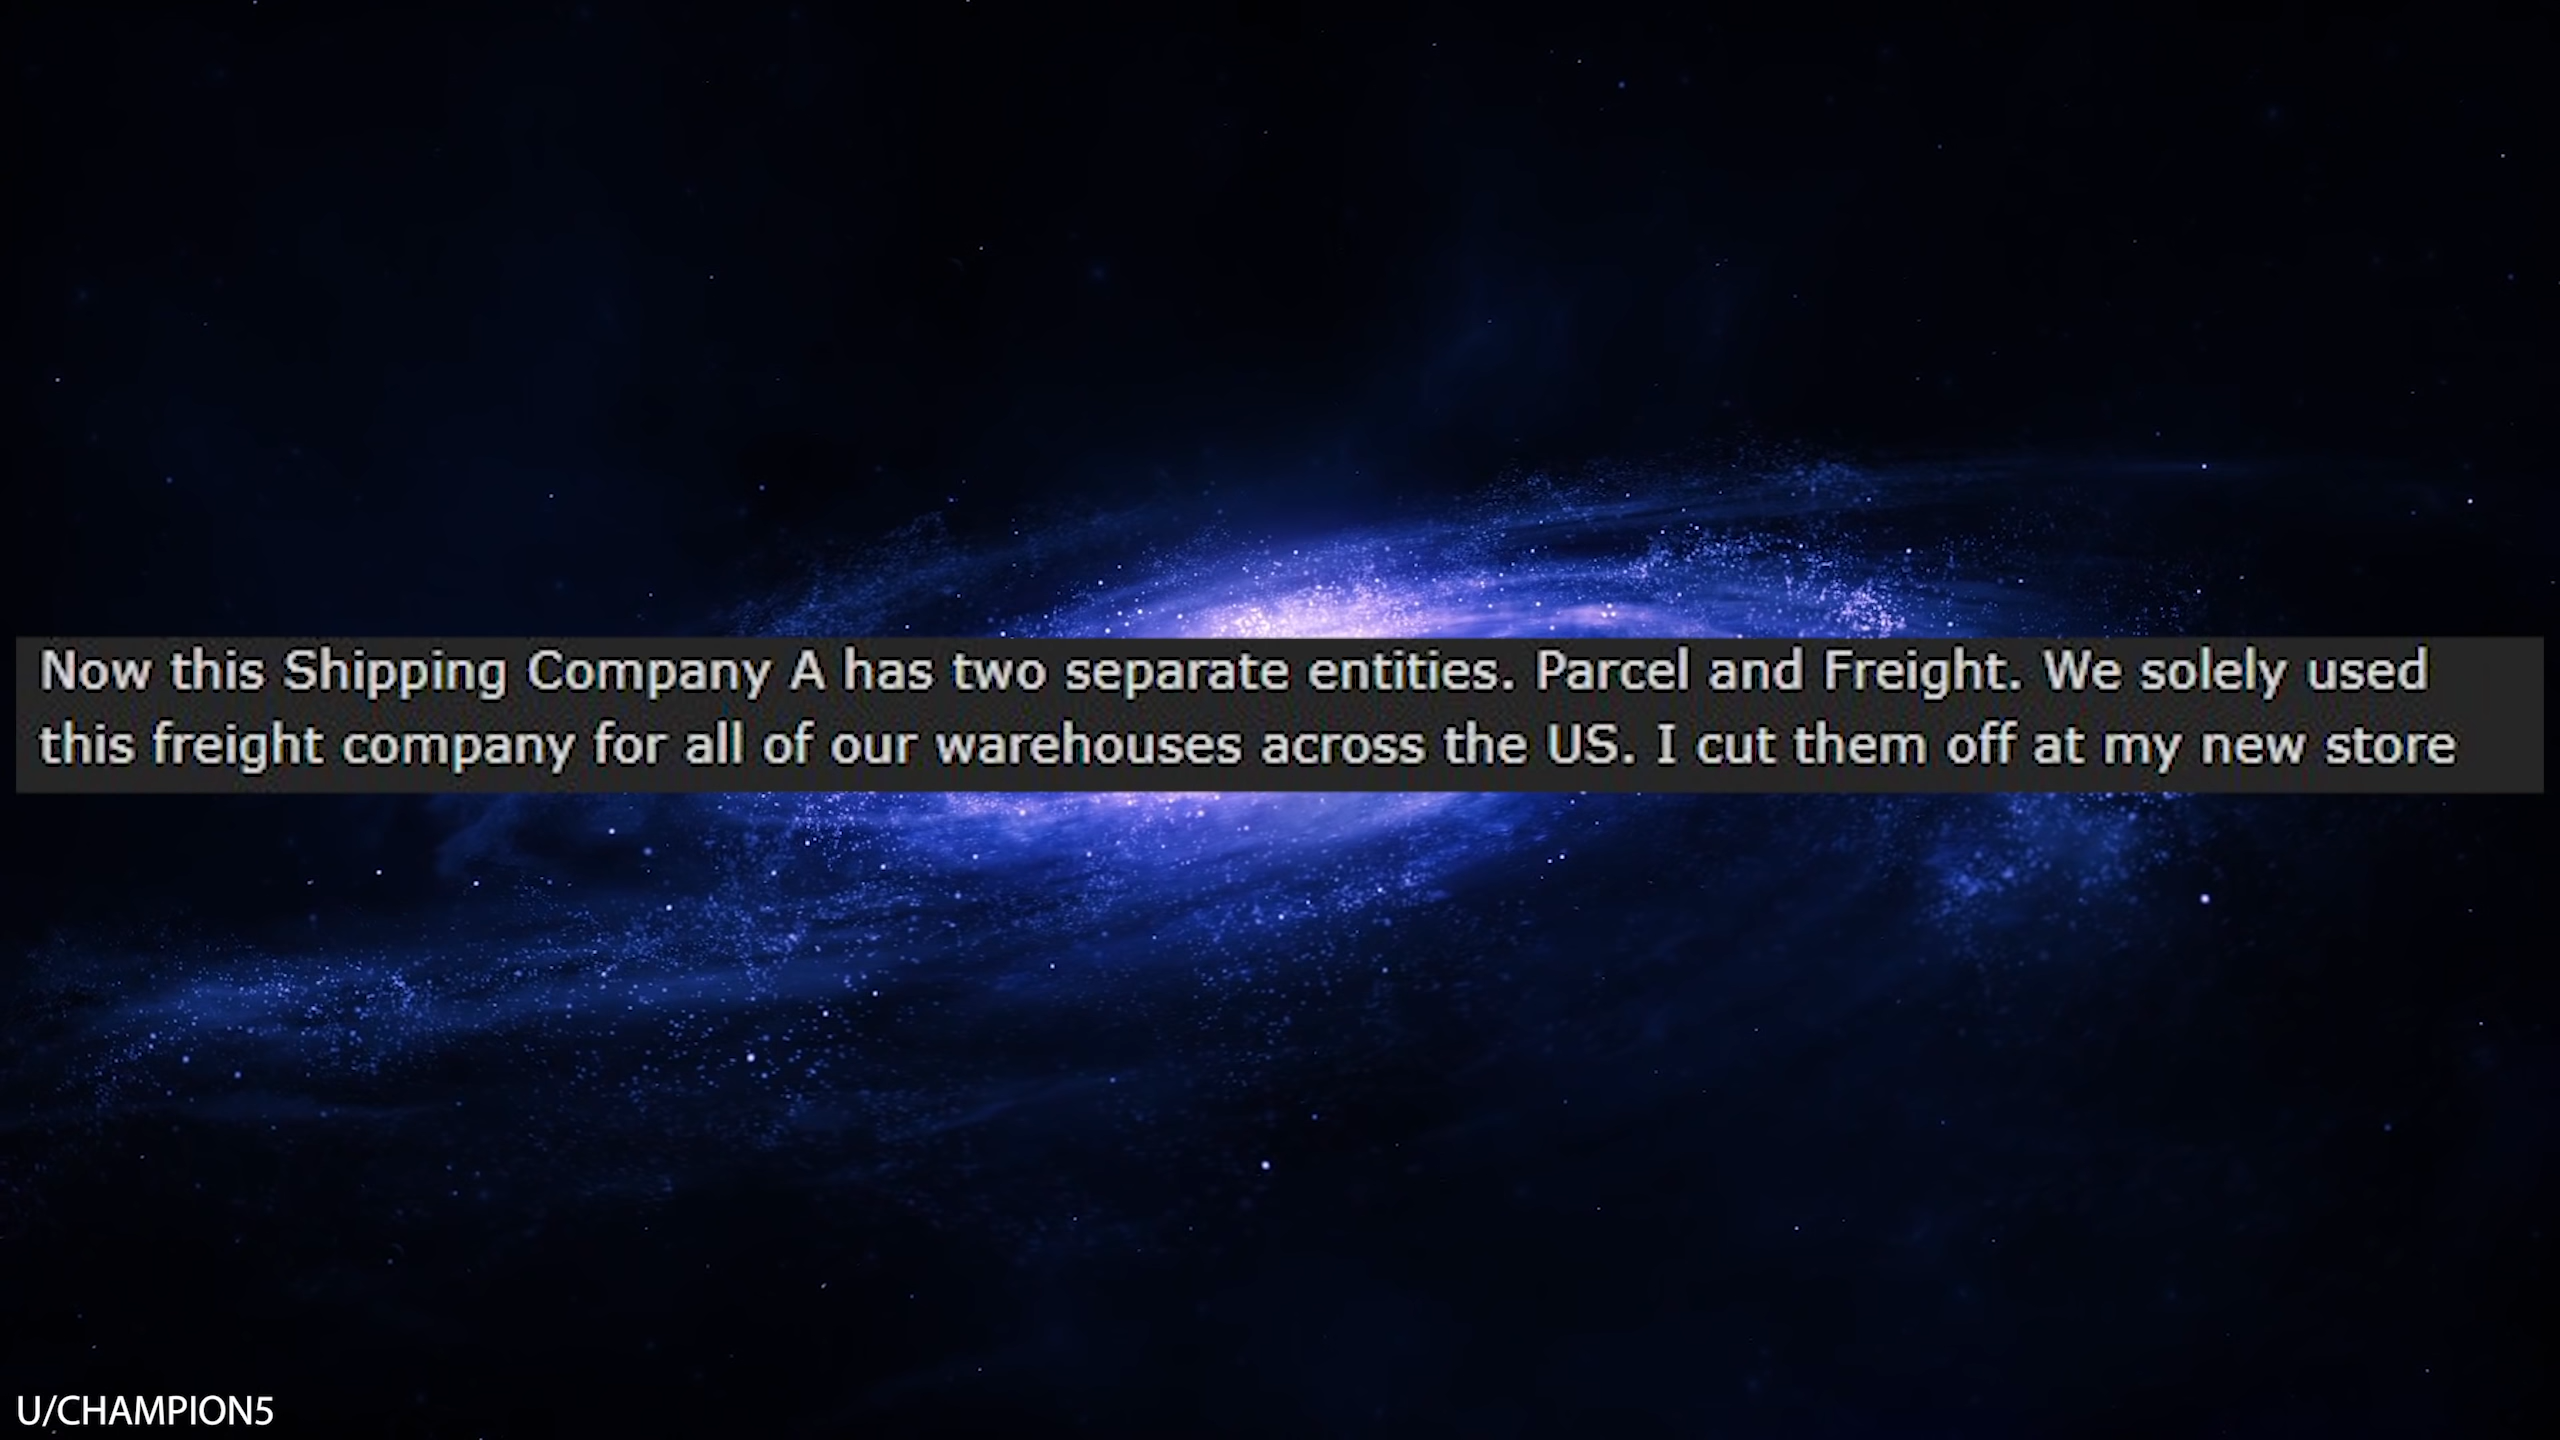 Now this Shipping Company A has two separate entities. Parcel and Freight. We solely used
this freight company for all of our warehouses across the US. I cut them off at my new store
U/CHAMPION5